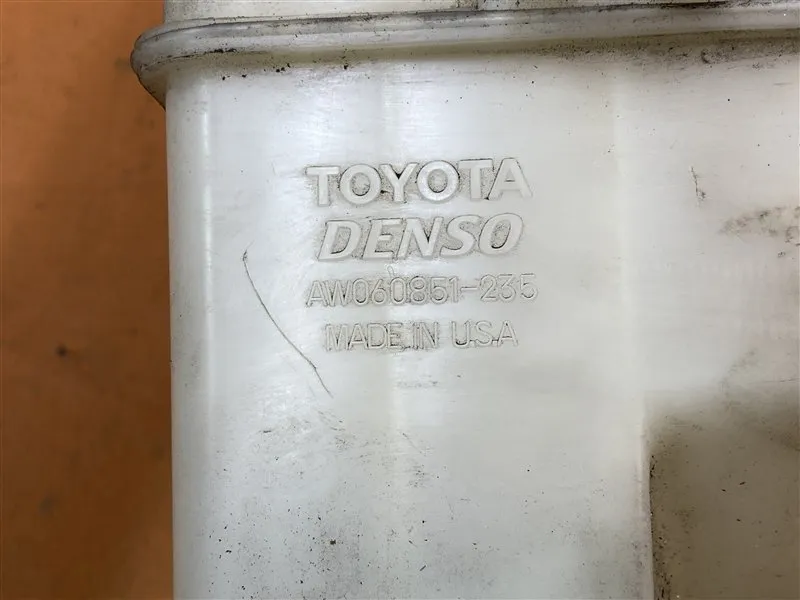 TOYOTA
DENSO
AW060851-235
MADE IN U.S.A